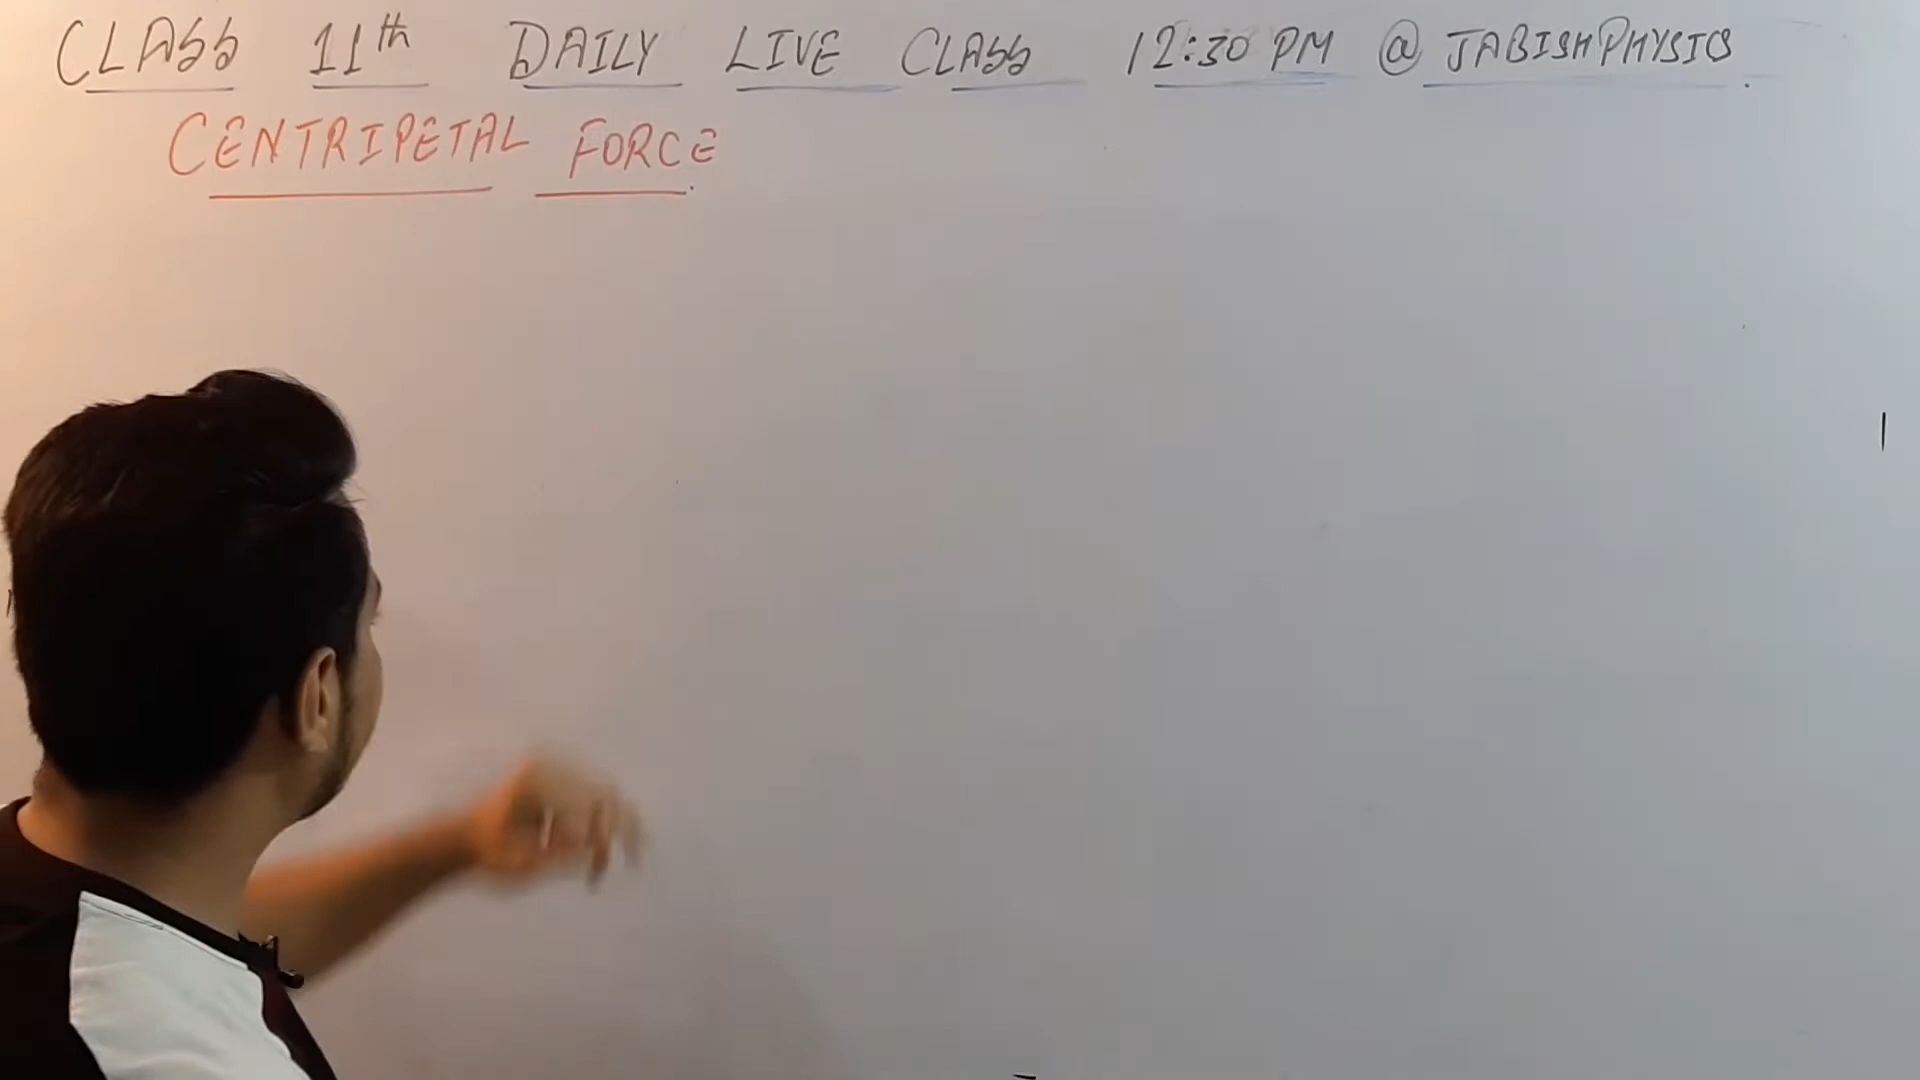 CLASS 11th DAILY LIVE CLASS 12:30 PM @ JABISHPHYSICS.
CENTRIPETAL FORCE.